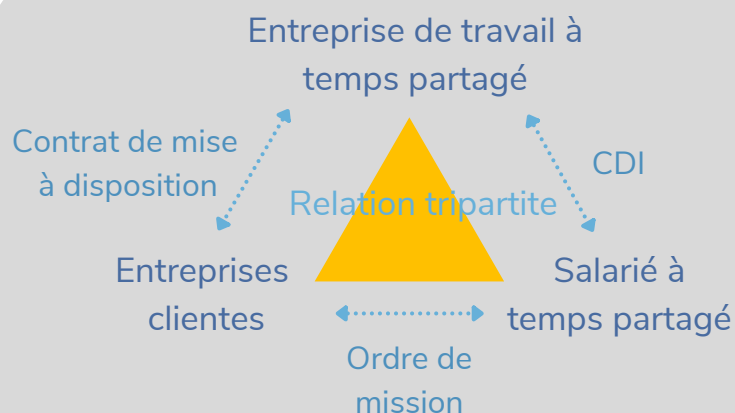 Entreprise de travail à
temps partagé
Contrat de mise
à disposition
CDI
Relation tripartite
Entreprises
clientes
Salarié à
temps partagé
Ordre de
mission